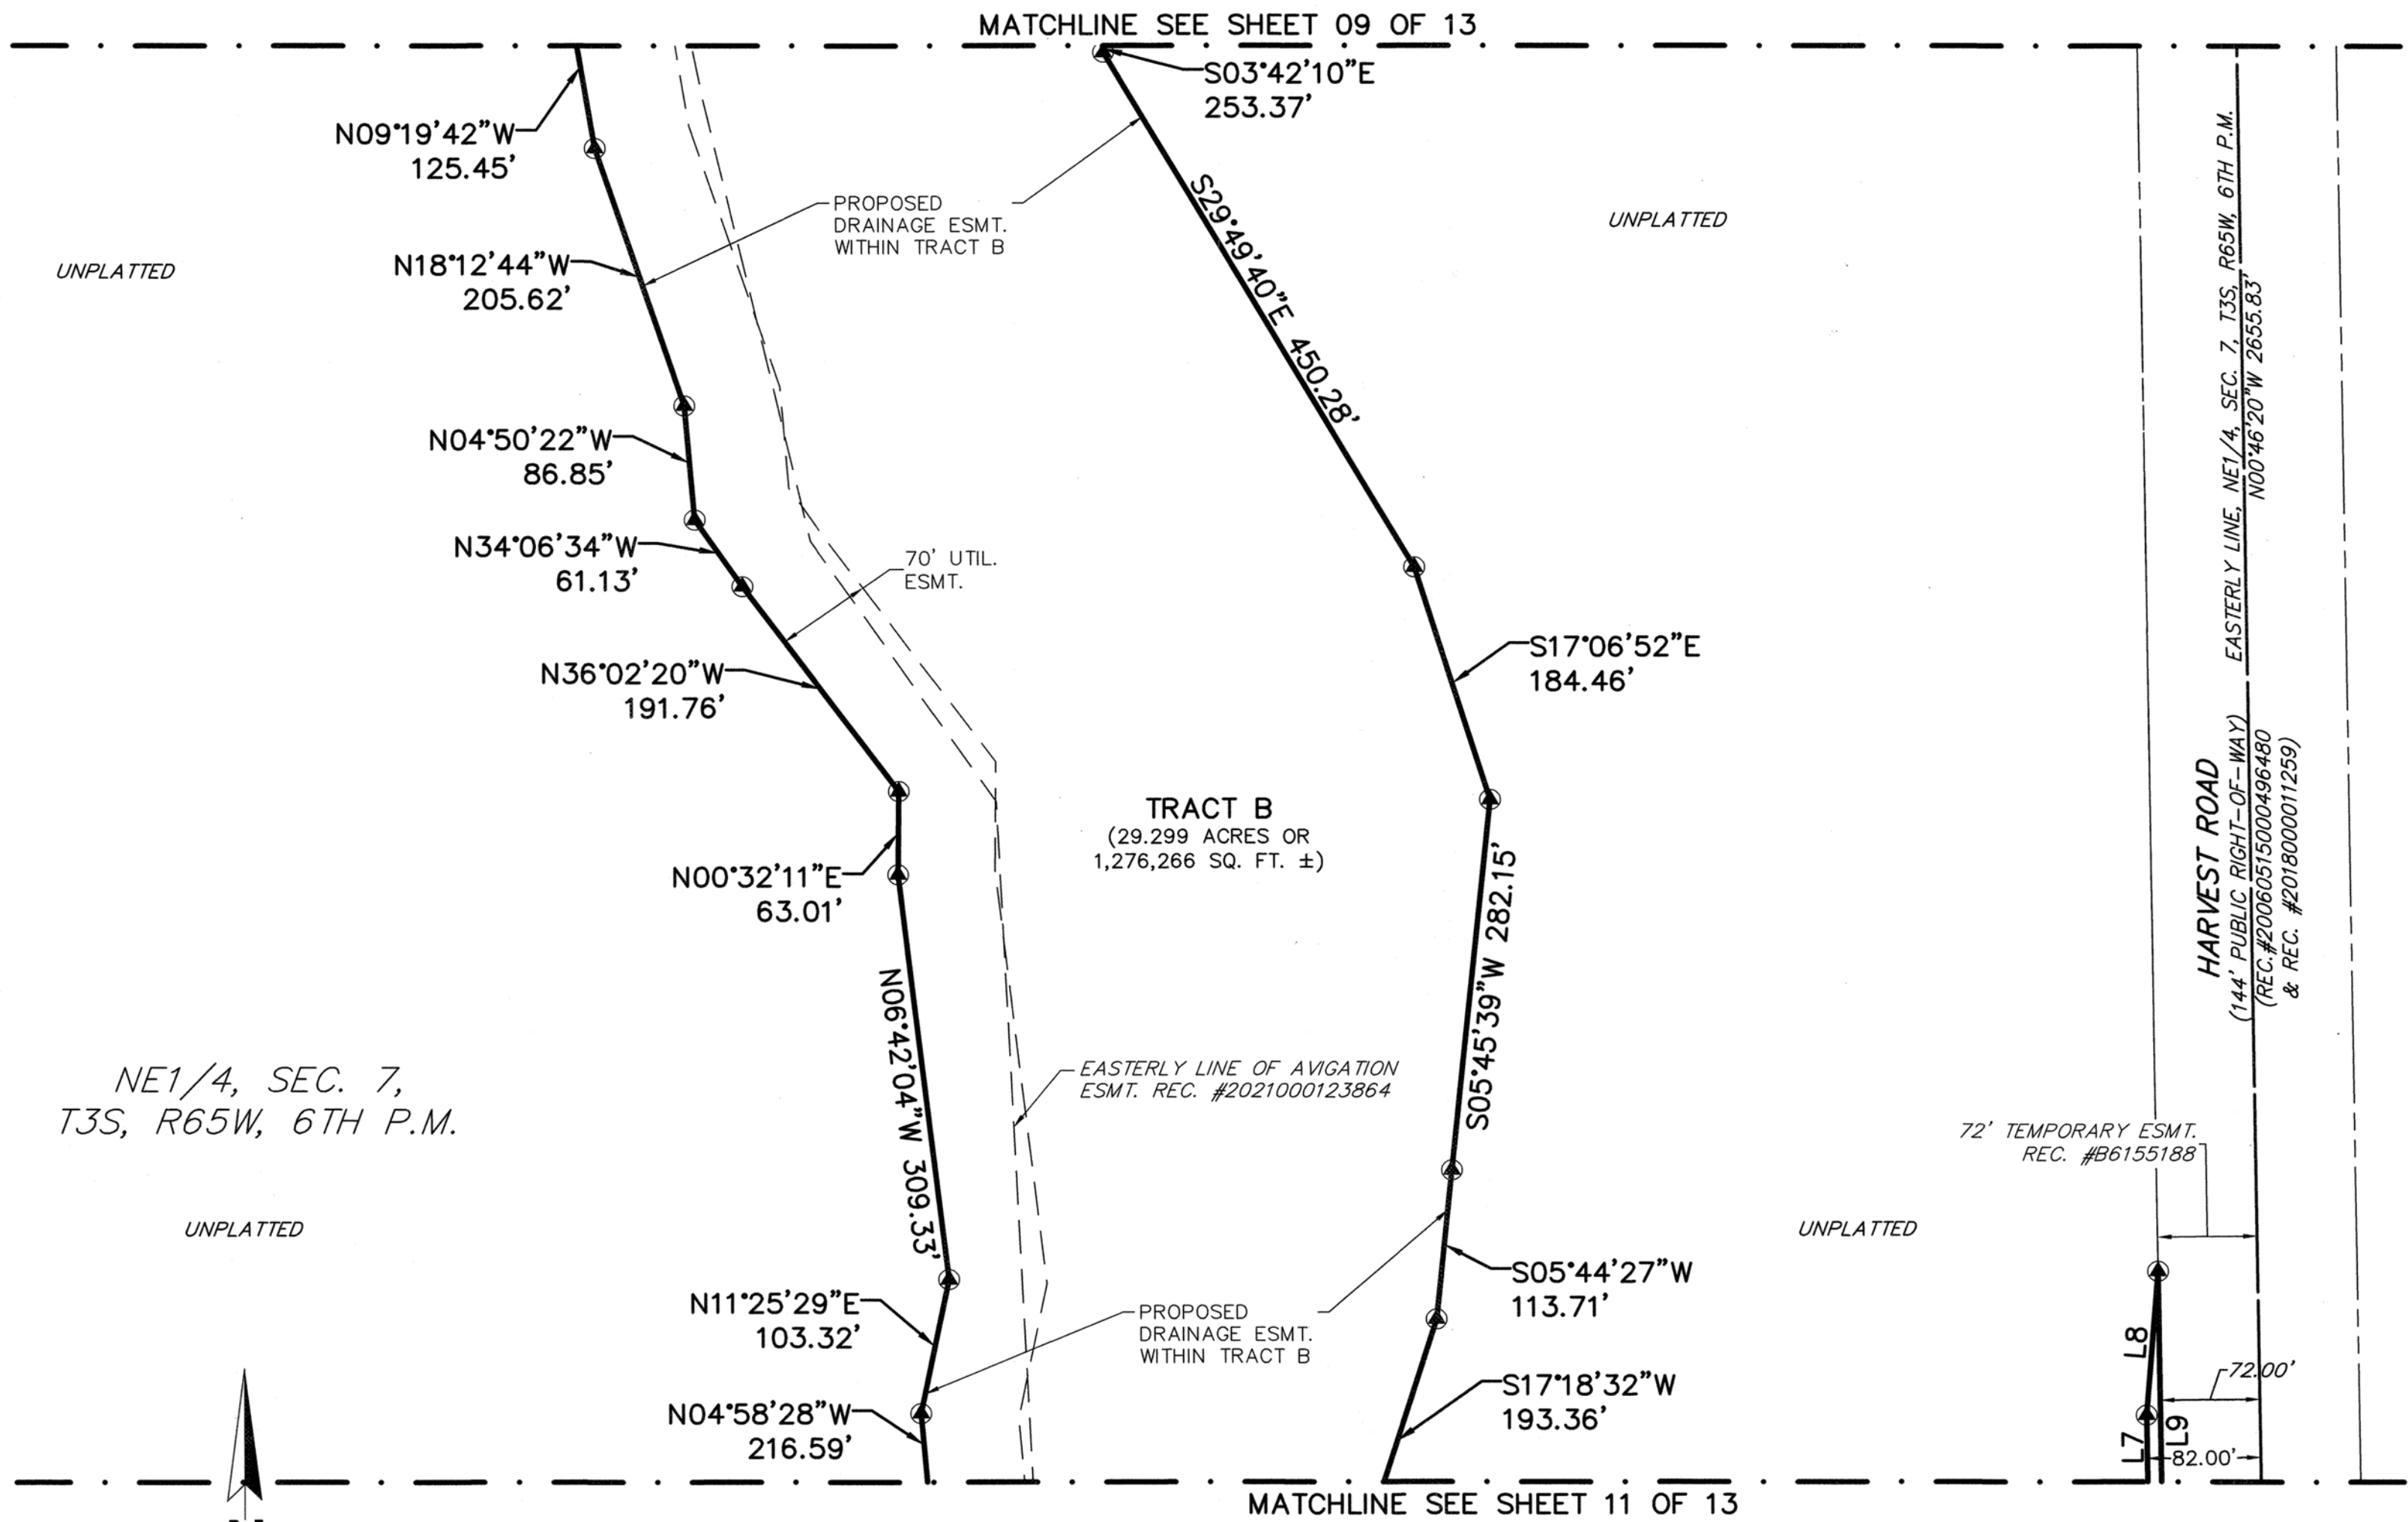 MATCHLINE SEE SHEET 09 OF 13
S03°42'10"E
253.37'
N09°19'42"W
125.45'
PROPOSED
DRAINAGE ESMT.
WITHIN TRACT B
UNPLATTED
UNPLATTED
N18°12'44"W
205.62'
S29°49'40"E 450.28'
EASTERLY LINE, NE1/4, SEC. 7, T3S, R65W, 6TH P.M.
N00°46'20"W 2655.83'
N04°50'22"W
86.85'
N34°06'34"W
61.13'
70' UTIL.
ESMT.
N36°02'20"W
191.76'
S17°06'52"E
184.46'
TRACT B
(29.299 ACRES OR
1,276,266 SQ. FT. ±)
HARVEST ROAD
(144' PUBLIC RIGHT-OF-WAY)
(REC.#20060515000496480
& REC. #2018000011259)
N00°32'11"E
63.01'
S05°45'39"W 282.15'
N06°42'04"W 309.33'
NE1/4, SEC. 7,
T3S, R65W, 6TH P.M.
EASTERLY LINE OF AVIGATION
ESMT. REC. #2021000123864
72' TEMPORARY ESMT.
REC. #B6155188
UNPLATTED
UNPLATTED
S05°44'27"W
113.71'
N11°25'29"E
103.32'
PROPOSED
DRAINAGE ESMT.
WITHIN TRACT B
L8
72.00'
S17°18'32"W
193.36'
N04°58'28"W
216.59'
L7
L9
82.00'
MATCHLINE SEE SHEET 11 OF 13